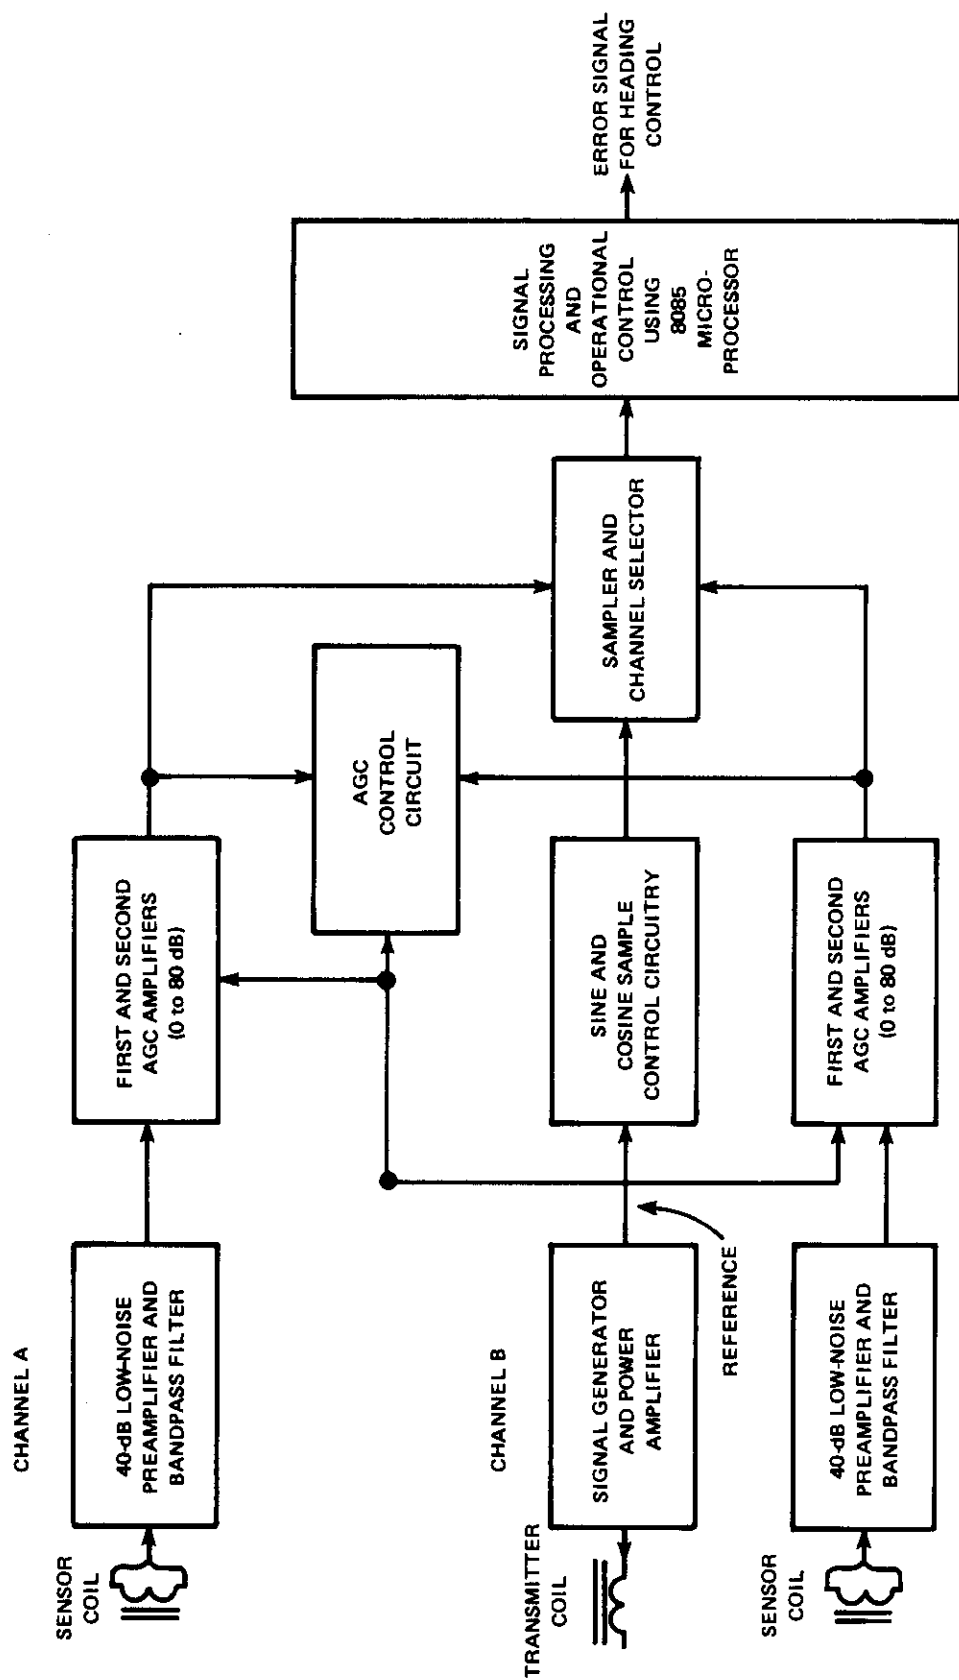 CHANNEL A
SENSOR
COIL
40-dB LOW-NOISE
PREAMPLIFIER AND
BANDPASS FILTER
FIRST AND SECOND
AGC AMPLIFIERS
(0 to 80 dB)
AGC
CONTROL
CIRCUIT
CHANNEL B
TRANSMITTER
COIL
SIGNAL GENERATOR
AND POWER
AMPLIFIER
REFERENCE
SINE AND
COSINE SAMPLE
CONTROL CIRCUITRY
SAMPLER AND
CHANNEL SELECTOR
SIGNAL
PROCESSING
AND
OPERATIONAL
CONTROL
USING
8085
MICRO-
PROCESSOR
ERROR SIGNAL
FOR HEADING
CONTROL
SENSOR
COIL
40-dB LOW-NOISE
PREAMPLIFIER AND
BANDPASS FILTER
FIRST AND SECOND
AGC AMPLIFIERS
(0 to 80 dB)